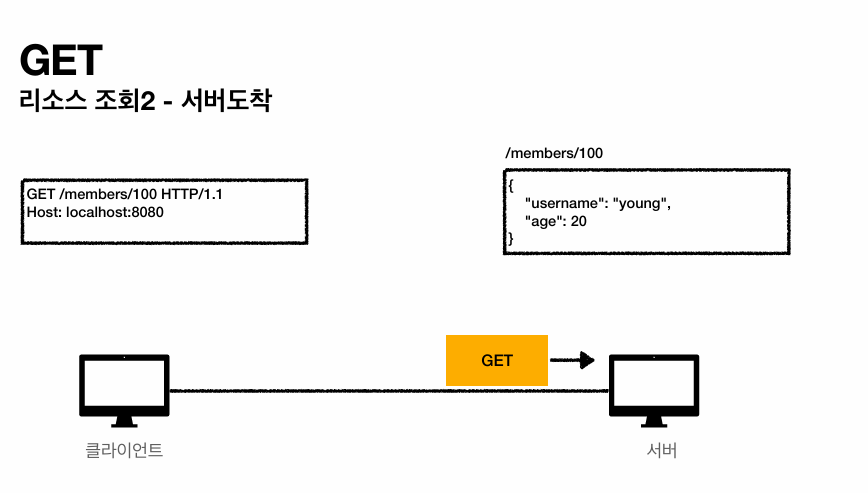 GET
리소스 조회2 - 서버도착
/members/100
GET /members/100 HTTP/1.1
Host: localhost:8080
{
"username": "young",
"age": 20
}
GET
클라이언트
서버